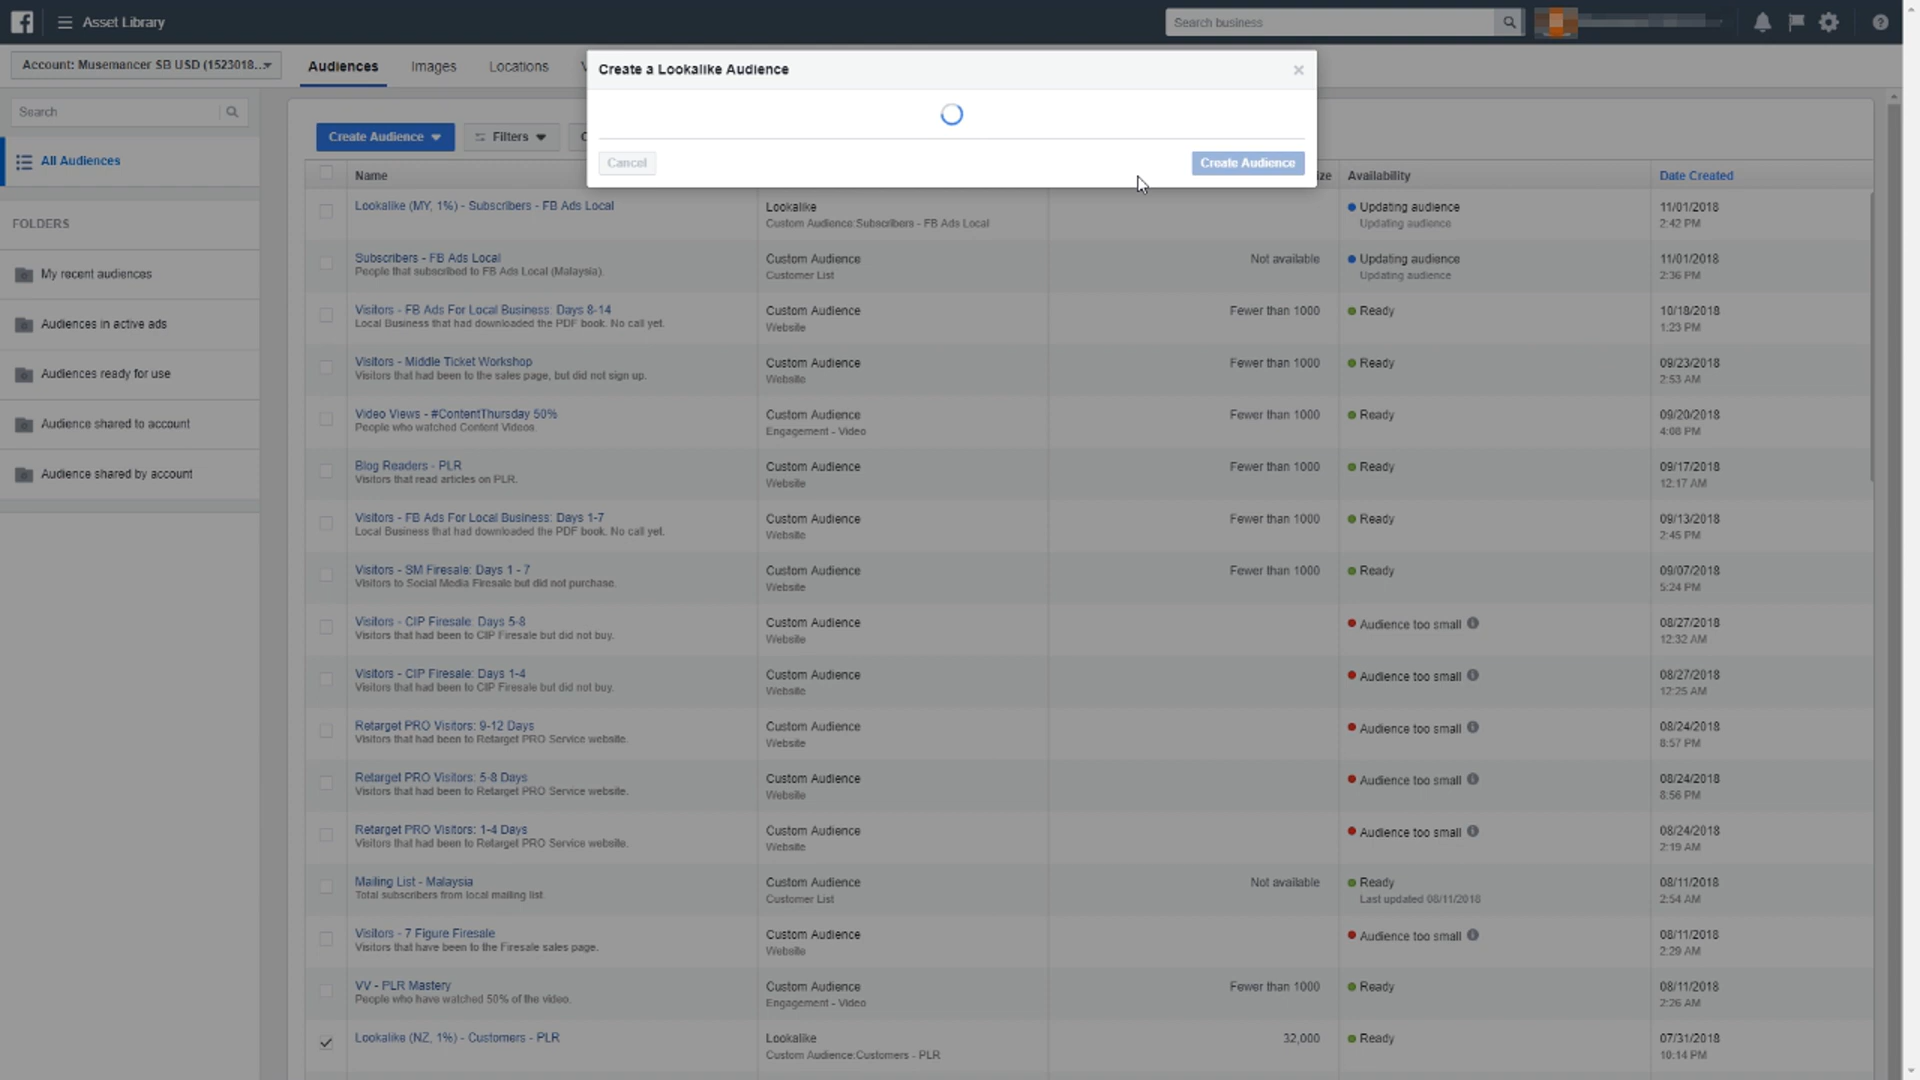 Asset Library
Search business
Account: Musemancer SB USD (1523018...
Audiences
Images
Locations
Create a Lookalike Audience
Cancel
Create Audience
Search
All Audiences
FOLDERS
My recent audiences
Audiences in active ads
Audiences ready for use
Audience shared to account
Audience shared by account
Create Audience
Filters
Name
Availability
Date Created
Lookalike (MY, 1%) - Subscribers - FB Ads Local
Lookalike
Custom Audience:Subscribers - FB Ads Local
Updating audience
Updating audience
11/01/2018
2:42 PM
Subscribers - FB Ads Local
People that subscribed to FB Ads Local (Malaysia).
Custom Audience
Customer List
Not available
Updating audience
Updating audience
11/01/2018
2:36 PM
Visitors - FB Ads For Local Business: Days 8-14
Local Business that had downloaded the PDF book. No call yet.
Custom Audience
Website
Fewer than 1000
Ready
10/18/2018
1:23 PM
Visitors - Middle Ticket Workshop
Visitors that had been to the sales page, but did not sign up.
Custom Audience
Website
Fewer than 1000
Ready
09/23/2018
2:53 AM
Video Views - #ContentThursday 50%
People who watched Content Videos.
Custom Audience
Engagement - Video
Fewer than 1000
Ready
09/20/2018
4:08 PM
Blog Readers - PLR
Visitors that read articles on PLR.
Custom Audience
Website
Fewer than 1000
Ready
09/17/2018
12:17 AM
Visitors - FB Ads For Local Business: Days 1-7
Local Business that had downloaded the PDF book. No call yet.
Custom Audience
Website
Fewer than 1000
Ready
09/13/2018
2:45 PM
Visitors - SM Firesale: Days 1 - 7
Visitors to Social Media Firesale but did not purchase.
Custom Audience
Website
Fewer than 1000
Ready
09/07/2018
5:24 PM
Visitors - CIP Firesale: Days 5-8
Visitors that had been to CIP Firesale but did not buy.
Custom Audience
Website
Audience too small
08/27/2018
12:32 AM
Visitors - CIP Firesale: Days 1-4
Visitors that had been to CIP Firesale but did not buy.
Custom Audience
Website
Audience too small
08/27/2018
12:25 AM
Retarget PRO Visitors: 9-12 Days
Visitors that had been to Retarget PRO Service website.
Custom Audience
Website
Audience too small
08/24/2018
8:57 PM
Retarget PRO Visitors: 5-8 Days
Visitors that had been to Retarget PRO Service website.
Custom Audience
Website
Audience too small
08/24/2018
8:56 PM
Retarget PRO Visitors: 1-4 Days
Visitors that had been to Retarget PRO Service website.
Custom Audience
Website
Audience too small
08/24/2018
2:19 AM
Mailing List - Malaysia
Total subscribers from local mailing list.
Custom Audience
Customer List
Not available
Ready
Last updated 08/11/2018
08/11/2018
2:54 AM
Visitors - 7 Figure Firesale
Visitors that have been to the Firesale sales page.
Custom Audience
Website
Audience too small
08/11/2018
2:29 AM
VV - PLR Mastery
People who have watched 50% of the video.
Custom Audience
Engagement - Video
Fewer than 1000
Ready
08/11/2018
2:26 AM
Lookalike (NZ, 1%) - Customers - PLR
Lookalike
Custom Audience:Customers - PLR
32,000
Ready
07/31/2018
10:14 PM